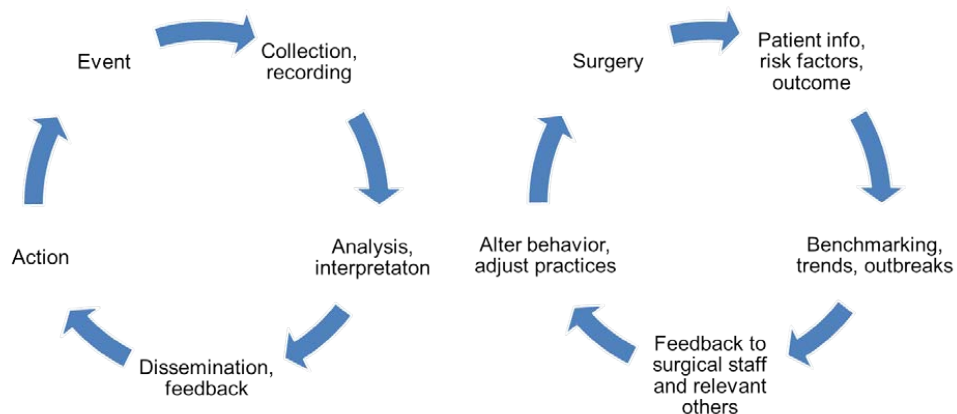 Event
Collection,
recording
Analysis,
interpretaton
Dissemination,
feedback
Action
Surgery
Patient info,
risk factors,
outcome
Benchmarking,
trends, outbreaks
Feedback to
surgical staff
and relevant
others
Alter behavior,
adjust practices